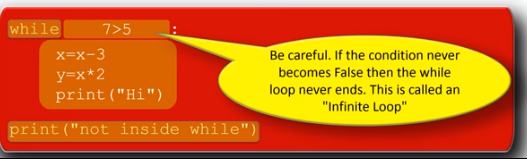 while 7>5 :
x=x-3
y=x*2
print("Hi")
print("not inside while")
Be careful. If the condition never
becomes False then the while
loop never ends. This is called an
"Infinite Loop"